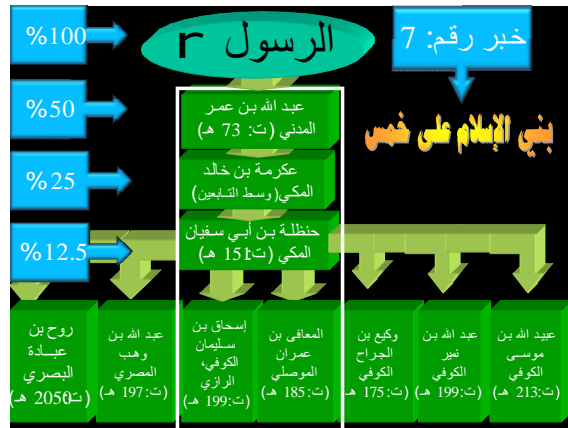 خبر رقم: 7
الرسول r
%100
بني الإسلام على خمس
%50
عبد الله بن عمر
المدني (ت: 73 هـ)
%25
عكرمة بن خالد
المكي(وسط التابعين)
%12.5
حنظلة بن أبي سفيان
المكي (ت151 هـ)
عبيد الله بن
موسى
الكوفي
(ت:213 هـ)
عبد الله بن
نمير
الكوفي
(ت:199 هـ)
وكيع بن
الجراح
الكوفي
(ت:175 هـ)
المعافى بن
عمران
الموصلي
(ت:185 هـ)
إسحاق بن
سليمان
الكوفي،
الرازي
(ت:199 هـ)
عبد الله بن
وهب
المصري
(ت:197 هـ)
روح بن
عبادة
البصري
(ت:2050 هـ)